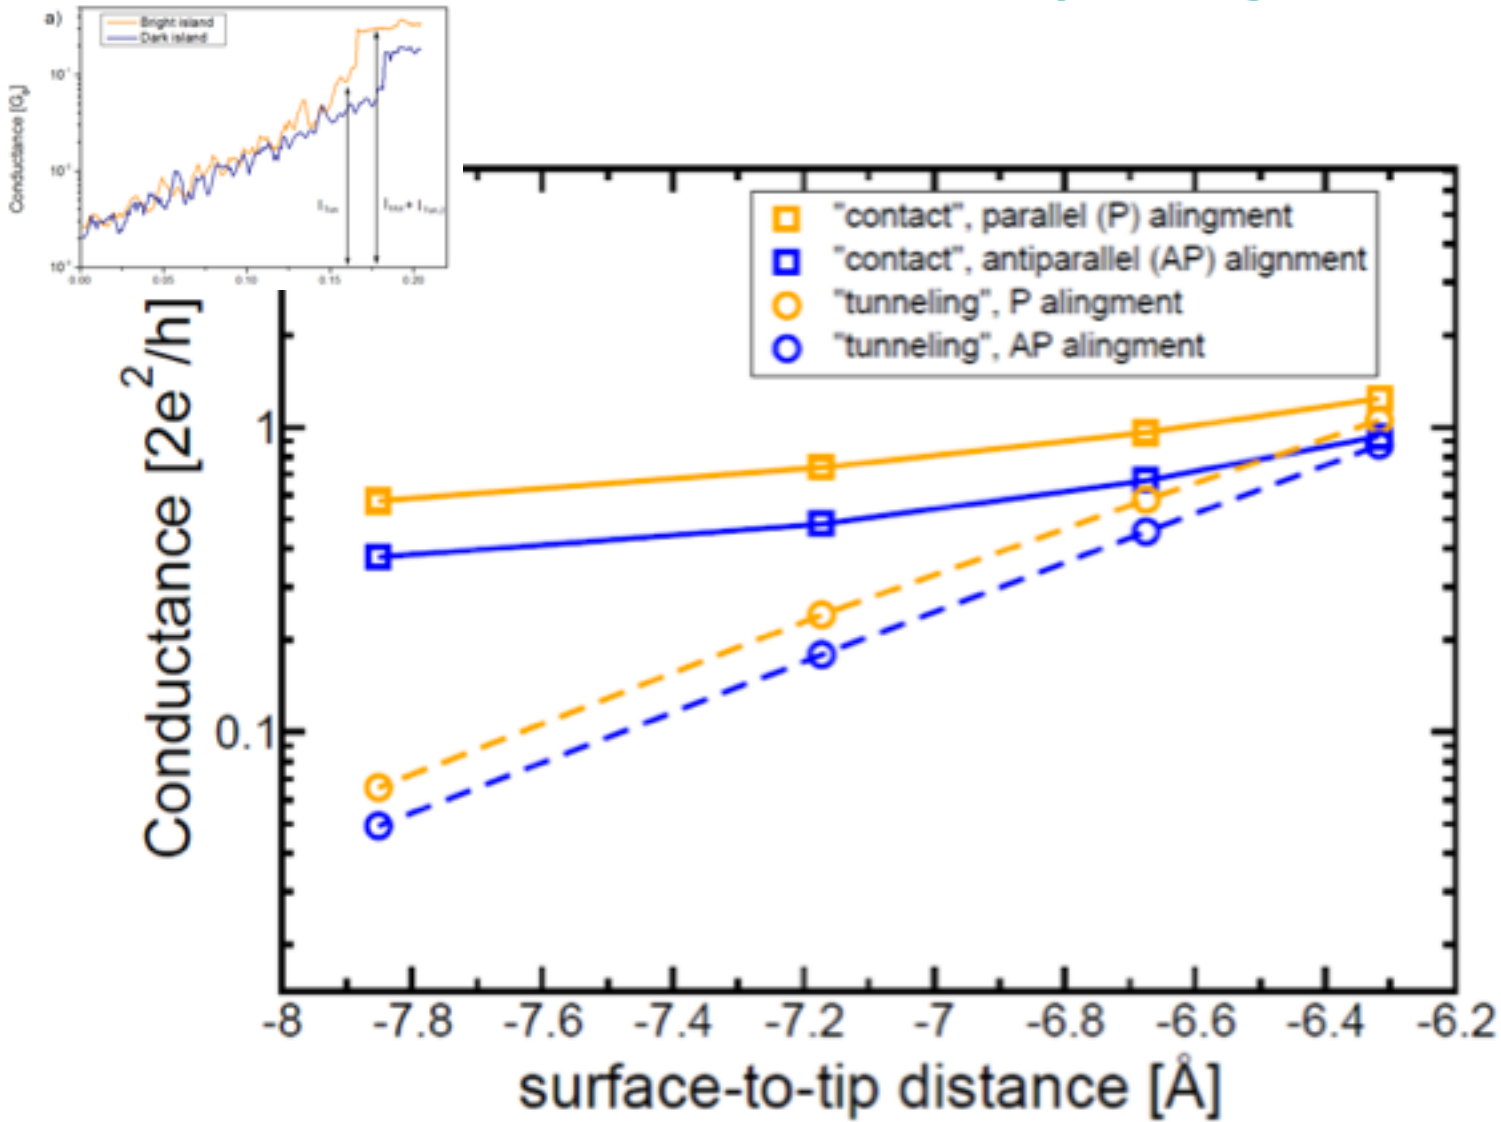 a)
Bright island
Dark island
Conductance [G
0.00 0.05 0.10 0.15 0.20
"contact", parallel (P) alingment
"contact", antiparallel (AP) alignment
"tunneling", P alingment
"tunneling", AP alingment
Conductance [2e²/h]
1
0.1
-8 -7.8 -7.6 -7.4 -7.2 -7 -6.8 -6.6 -6.4 -6.2
surface-to-tip distance [Å]